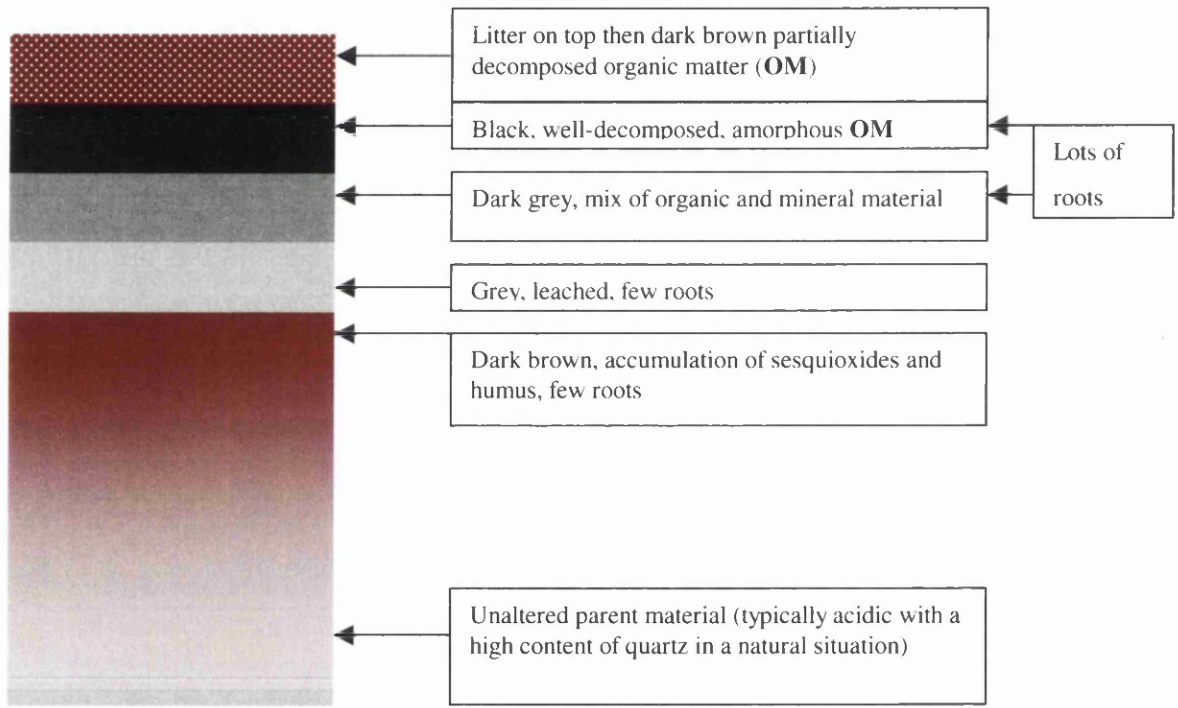 Litter on top then dark brown partially
decomposed organic matter (OM)
Black, well-decomposed, amorphous OM
Lots of
roots
Dark grey, mix of organic and mineral material
Grey, leached, few roots
Dark brown, accumulation of sesquioxides and
humus, few roots
Unaltered parent material (typically acidic with a
high content of quartz in a natural situation)